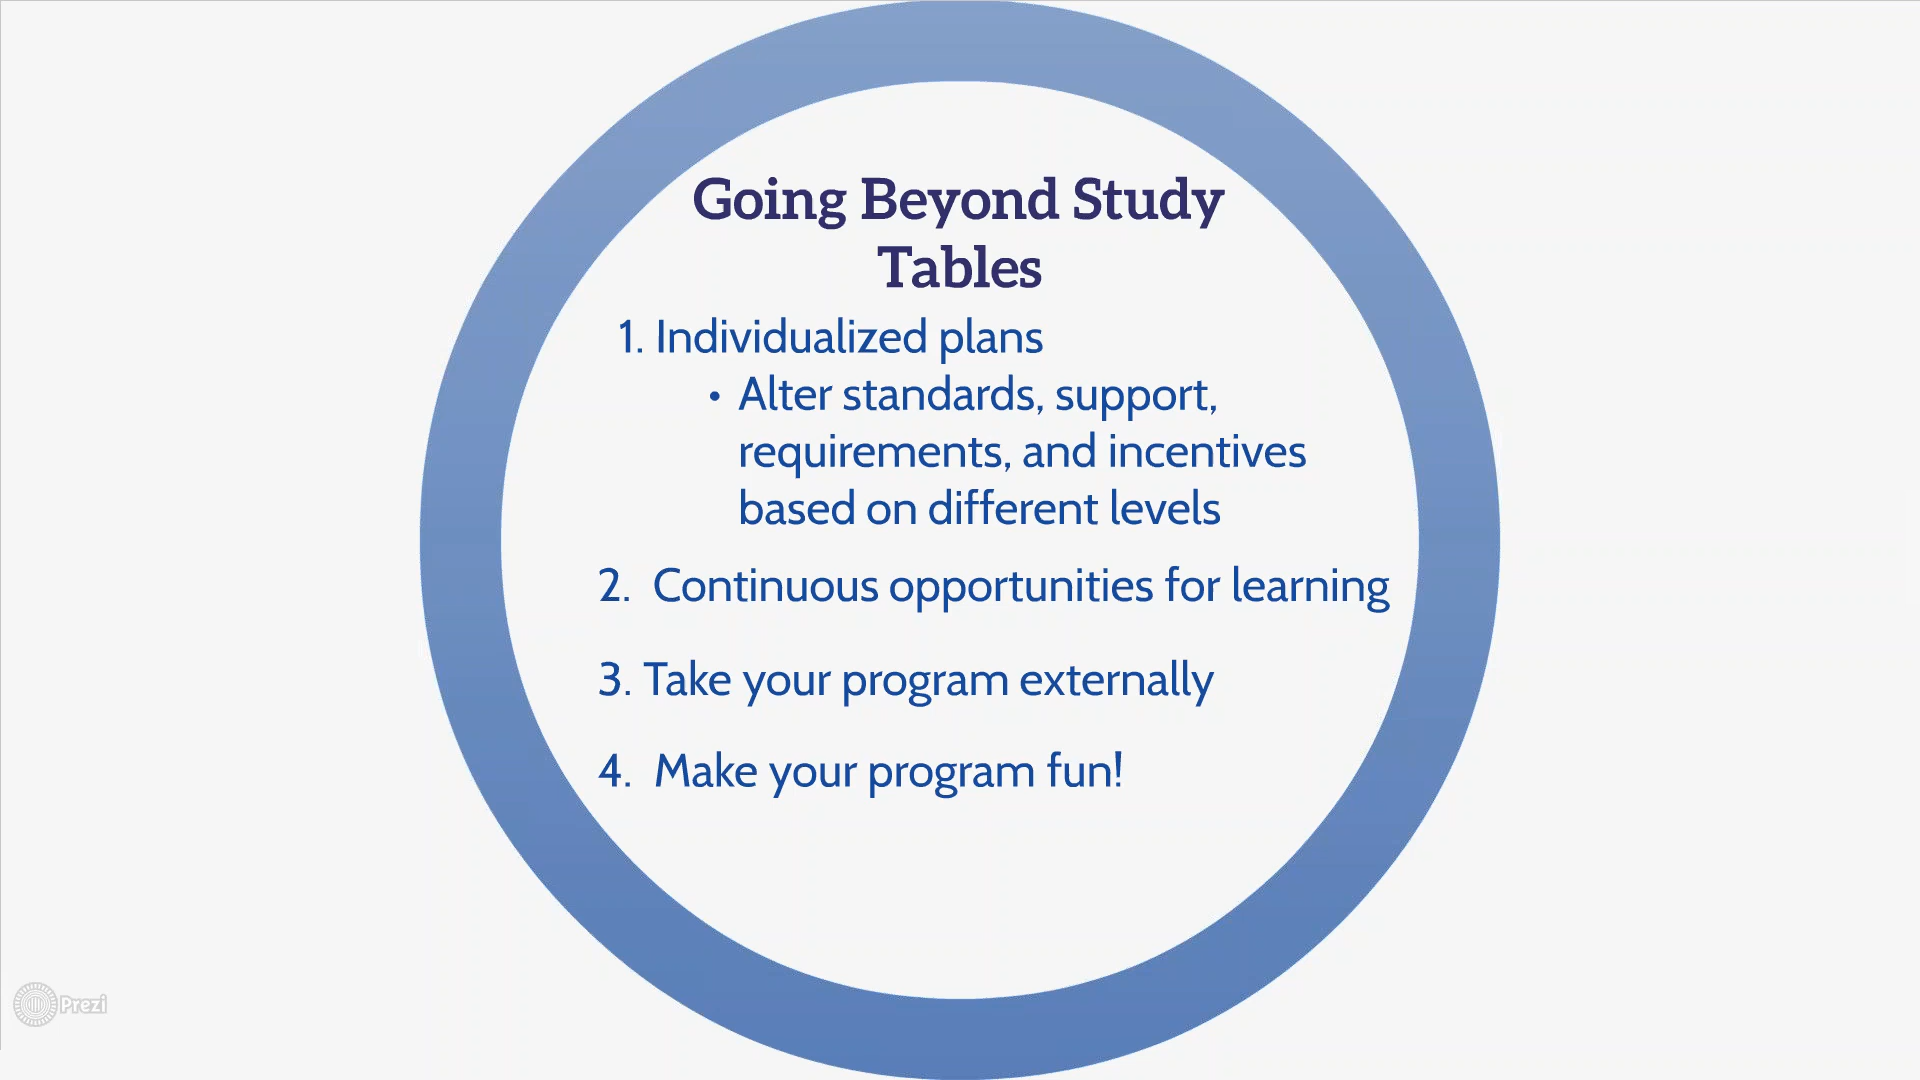 Going Beyond Study
Tables
1. Individualized plans
• Alter standards, support,
requirements, and incentives
based on different levels
2. Continuous opportunities for learning
3. Take your program externally
4. Make your program fun!
Prezi